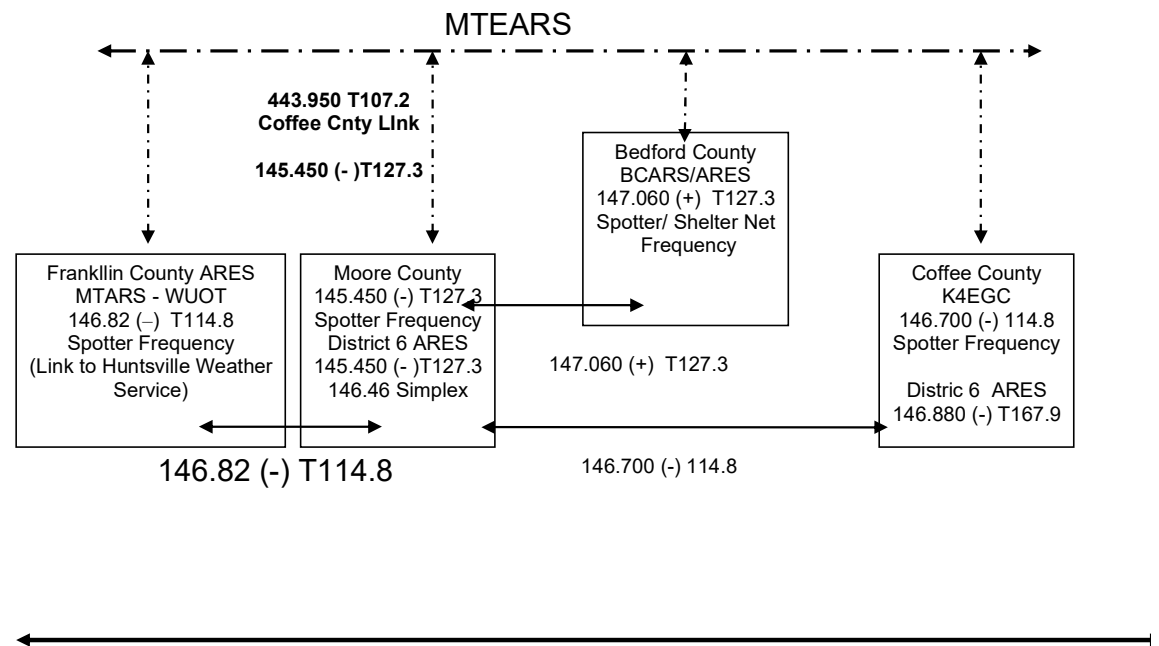 MTEARS
443.950 T107.2
Coffee Cnty LInk
145.450 (- )T127.3
Bedford County
BCARS/ARES
147.060 (+) T127.3
Spotter/ Shelter Net
Frequency
Frankllin County ARES
MTARS - WUOT
146.82 (–) T114.8
Spotter Frequency
(Link to Huntsville Weather
Service)
Moore County
145.450 (-) T127.3
Spotter Frequency
District 6 ARES
145.450 (- )T127.3
146.46 Simplex
Coffee County
K4EGC
146.700 (-) 114.8
Spotter Frequency
Distric 6 ARES
146.880 (-) T167.9
147.060 (+) T127.3
146.82 (-) T114.8
146.700 (-) 114.8